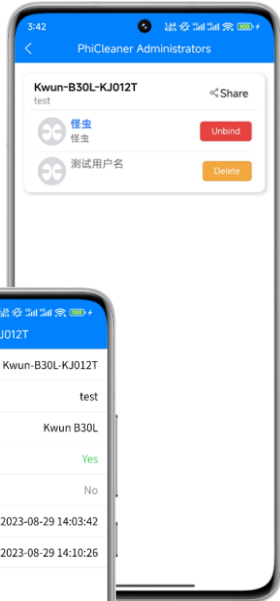 3:42
PhiCleaner Administrators
Kwun-B30L-KJ012T
test
Share
怪虫
怪虫
Unbind
测试用户名
Delete
J012T
Kwun-B30L-KJ012T
test
Kwun B30L
Yes
No
2023-08-29 14:03:42
2023-08-29 14:10:26